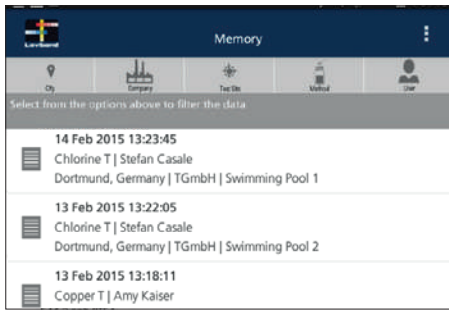 Lovibond
Memory
City Company Test Site Method User
Select from the options above to filter the data
14 Feb 2015 13:23:45
Chlorine T | Stefan Casale
Dortmund, Germany | TGmbH | Swimming Pool 1
13 Feb 2015 13:22:05
Chlorine T | Stefan Casale
Dortmund, Germany | TGmbH | Swimming Pool 2
13 Feb 2015 13:18:11
Copper T | Amy Kaiser